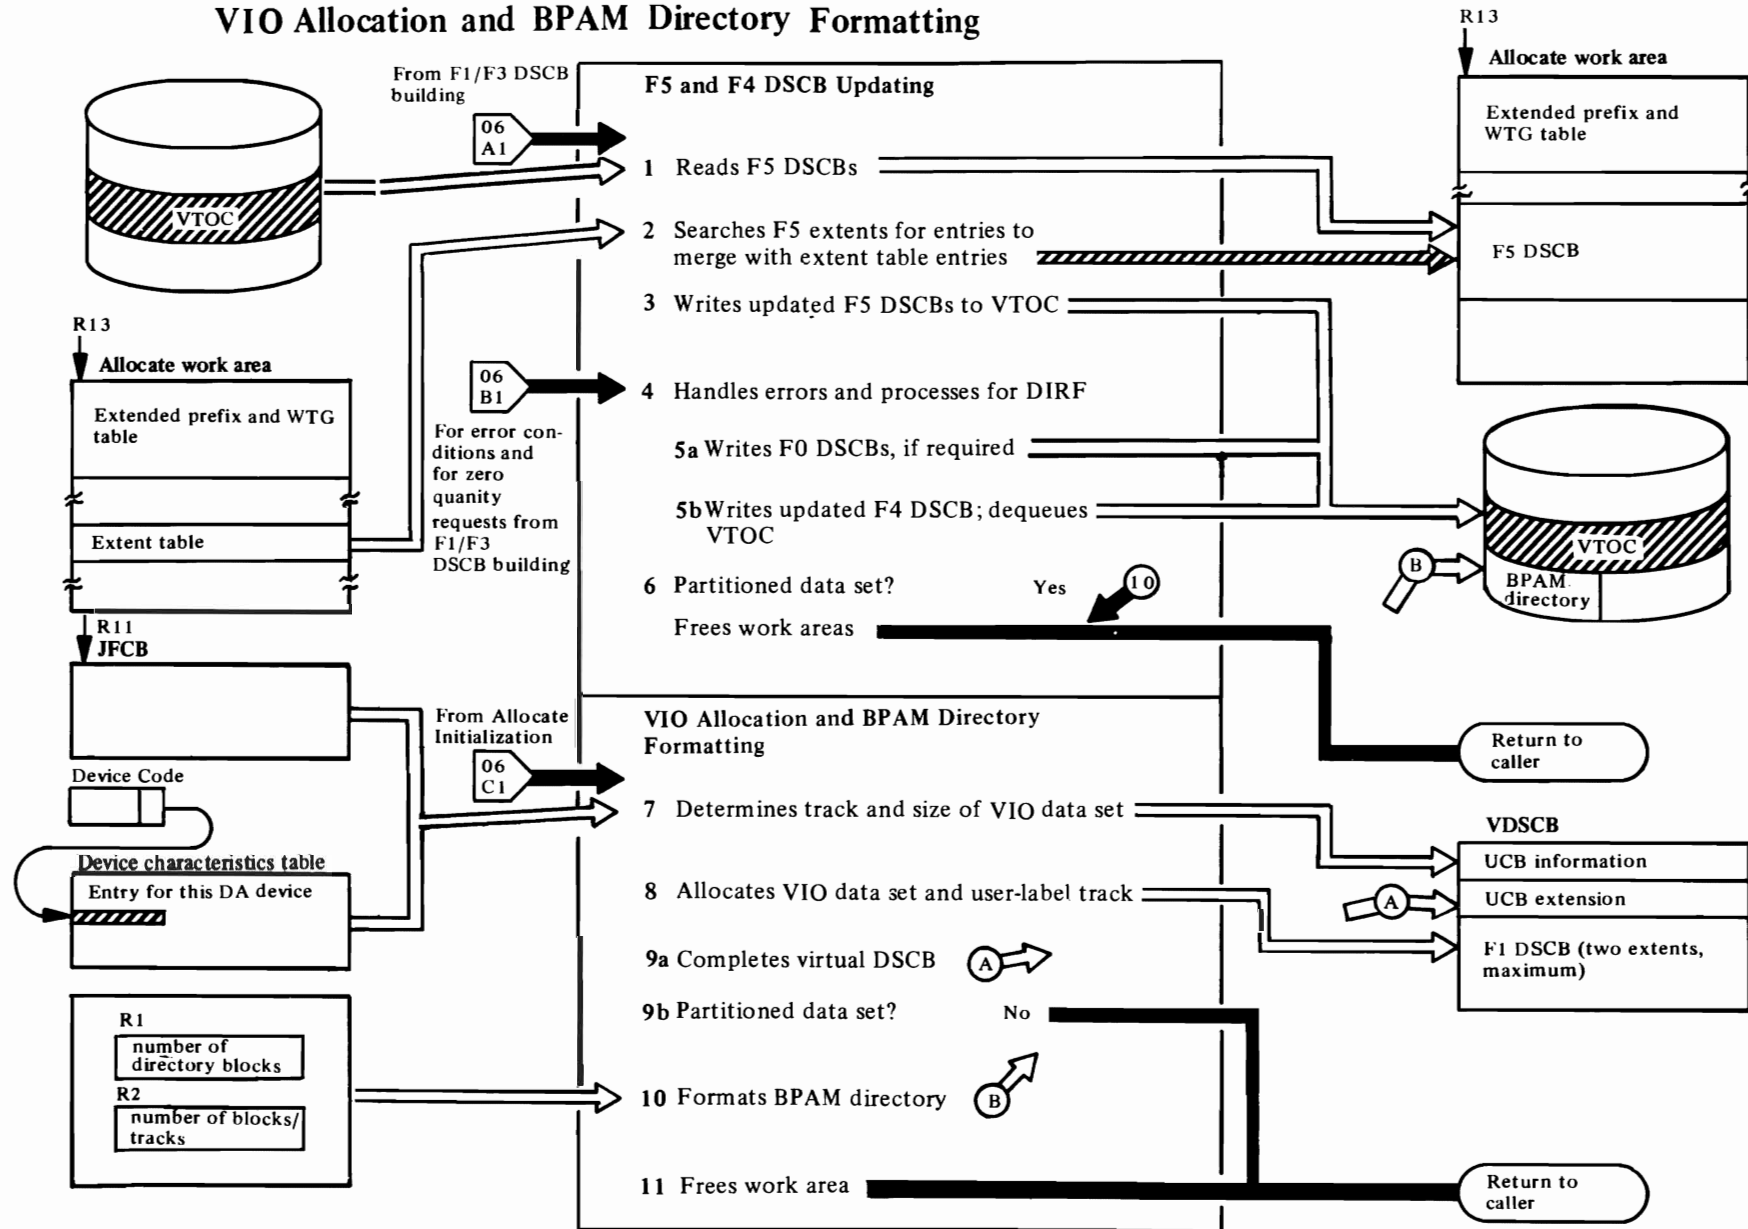 VIO Allocation and BPAM Directory Formatting
From F1/F3 DSCB
building
06
A1
VTOC
R13
Allocate work area
Extended prefix and WTG
table
Extent table
06
B1
For error con-
ditions and
for zero
quanity
requests from
F1/F3
DSCB building
R11
JFCB
Device Code
Device characteristics table
Entry for this DA device
From Allocate
Initialization
06
C1
R1
number of
directory blocks
R2
number of blocks/
tracks
F5 and F4 DSCB Updating
1 Reads F5 DSCBs
2 Searches F5 extents for entries to
merge with extent table entries
3 Writes updated F5 DSCBs to VTOC
4 Handles errors and processes for DIRF
5a Writes F0 DSCBs, if required
5b Writes updated F4 DSCB; dequeues
VTOC
6 Partitioned data set? Yes 10
Frees work areas
VIO Allocation and BPAM Directory
Formatting
7 Determines track and size of VIO data set
8 Allocates VIO data set and user-label track
9a Completes virtual DSCB A
9b Partitioned data set? No
10 Formats BPAM directory B
11 Frees work area
R13
Allocate work area
Extended prefix and
WTG table
F5 DSCB
VTOC
B
BPAM
directory
Return to
caller
VDSCB
UCB information
A
UCB extension
F1 DSCB (two extents,
maximum)
Return to
caller